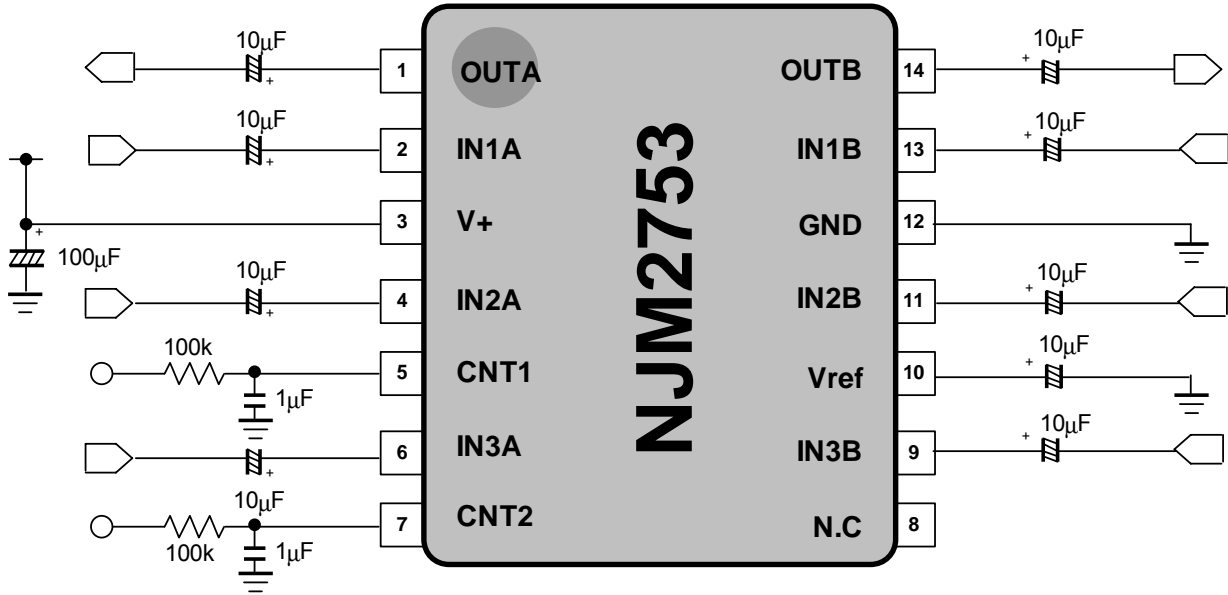 10μF
1
OUTA
OUTB
14
+
10μF
+
10μF
2
IN1A
IN1B
13
+
10μF
+
3
V+
GND
12
+
100μF
10μF
4
IN2A
IN2B
11
+
10μF
+
100k
5
CNT1
Vref
10
10μF
+
1μF
6
IN3A
IN3B
9
+
10μF
+
10μF
100k
7
CNT2
N.C
8
1μF
NJM2753